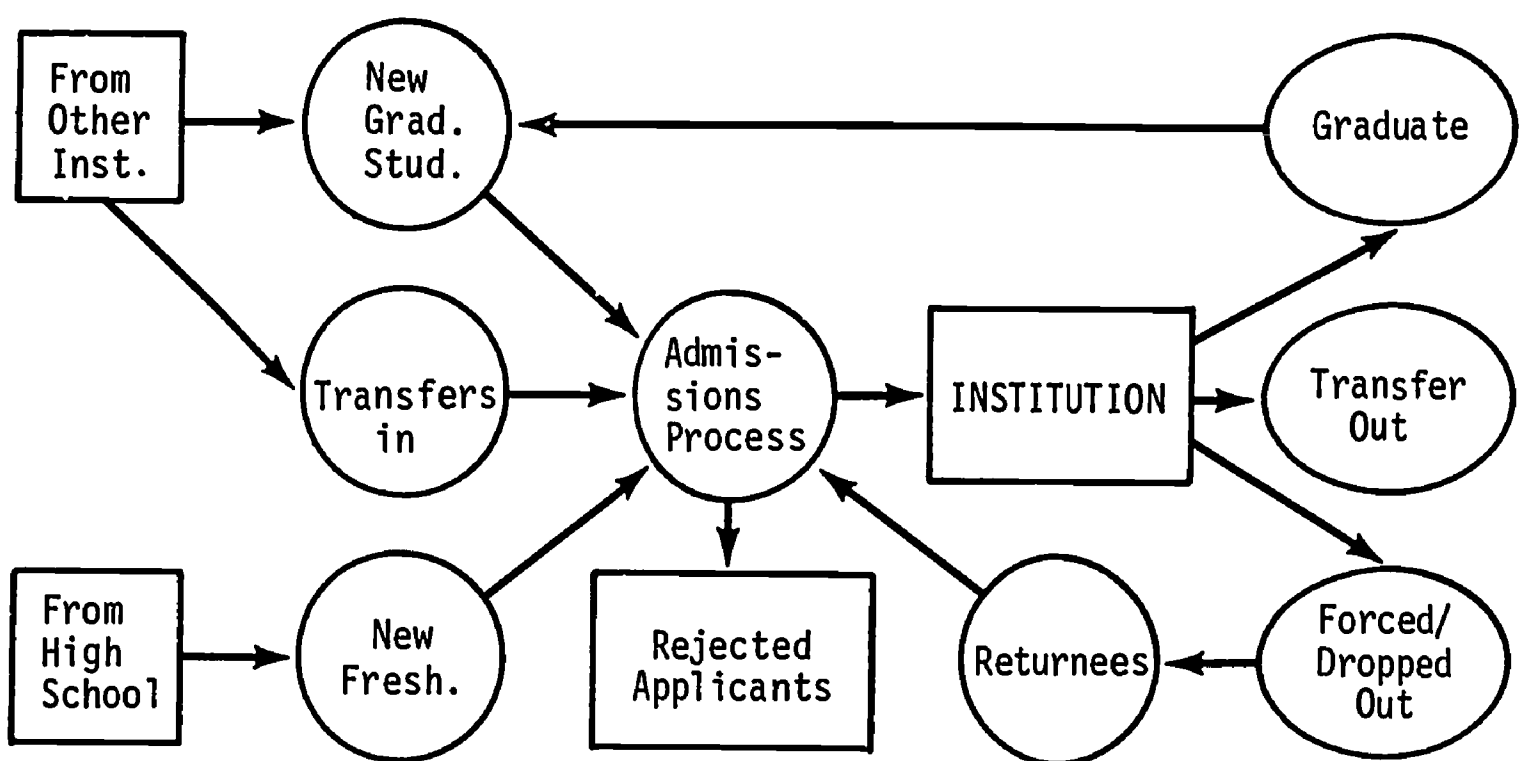 From
Other
Inst.
New
Grad.
Stud.
Graduate
Transfers
in
Admis-
sions
Process
INSTITUTION
Transfer
Out
From
High
School
New
Fresh.
Rejected
Applicants
Returnees
Forced/
Dropped
Out